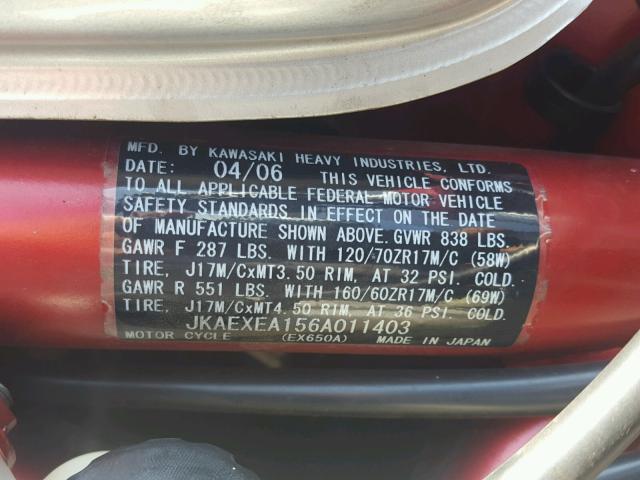 MFD. BY KAWASAKI HEAVY INDUSTRIES, LTD.
DATE: 04/06 THIS VEHICLE CONFORMS
TO ALL APPLICABLE FEDERAL MOTOR VEHICLE
SAFETY STANDARDS IN EFFECT ON THE DATE
OF MANUFACTURE SHOWN ABOVE. GVWR 838 LBS.
GAWR F 287 LBS. WITH 120/70ZR17M/C (58W)
TIRE, J17M/CxMT3.50 RIM, AT 32 PSI. COLD.
GAWR R 551 LBS. WITH 160/60ZR17M/C (69W)
TIRE, J17M/CxMT4.50 RIM, AT 36 PSI. COLD.
JKAEXEA156A011403
MOTOR CYCLE (EX650A) MADE IN JAPAN